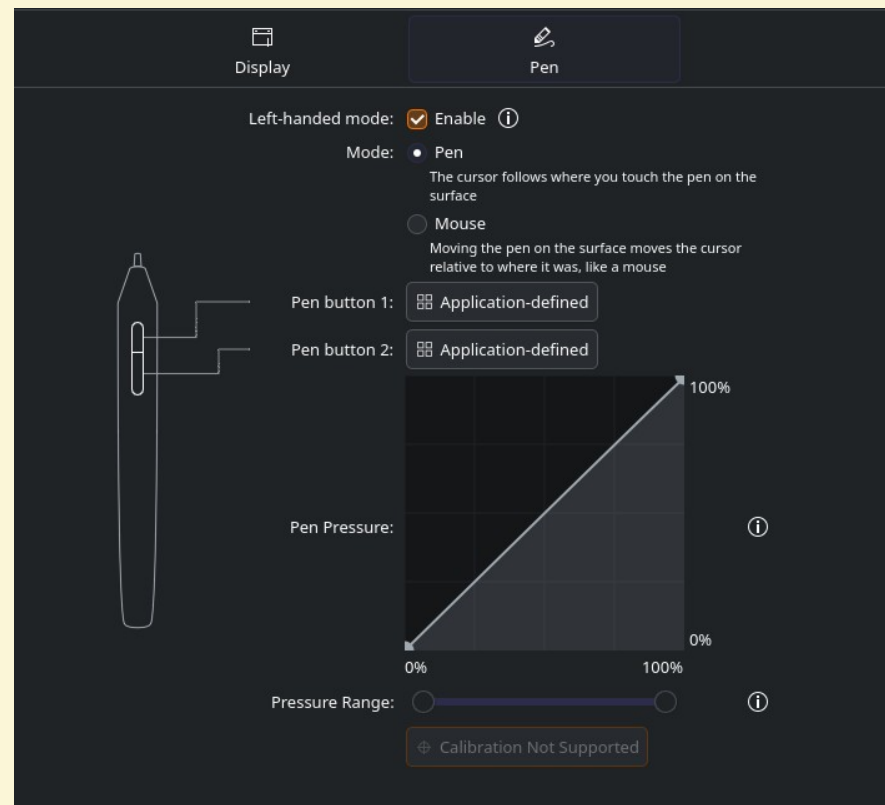 Display
Pen
Left-handed mode: Enable
Mode: Pen
The cursor follows where you touch the pen on the
surface
Mouse
Moving the pen on the surface moves the cursor
relative to where it was, like a mouse
Pen button 1: Application-defined
Pen button 2: Application-defined
100%
Pen Pressure:
0%
0% 100%
Pressure Range:
Calibration Not Supported